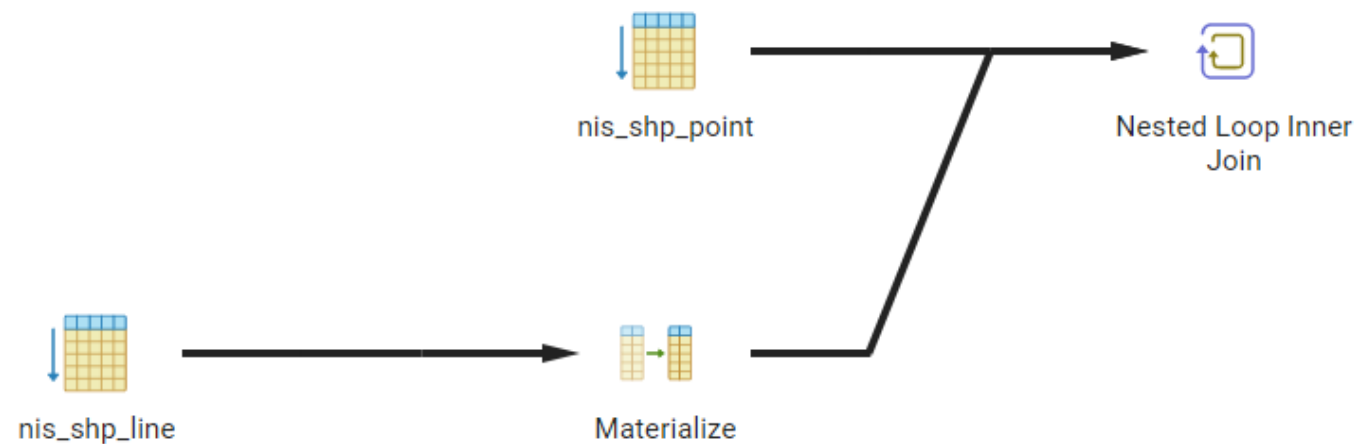 nis_shp_point
Nested Loop Inner
Join
nis_shp_line
Materialize